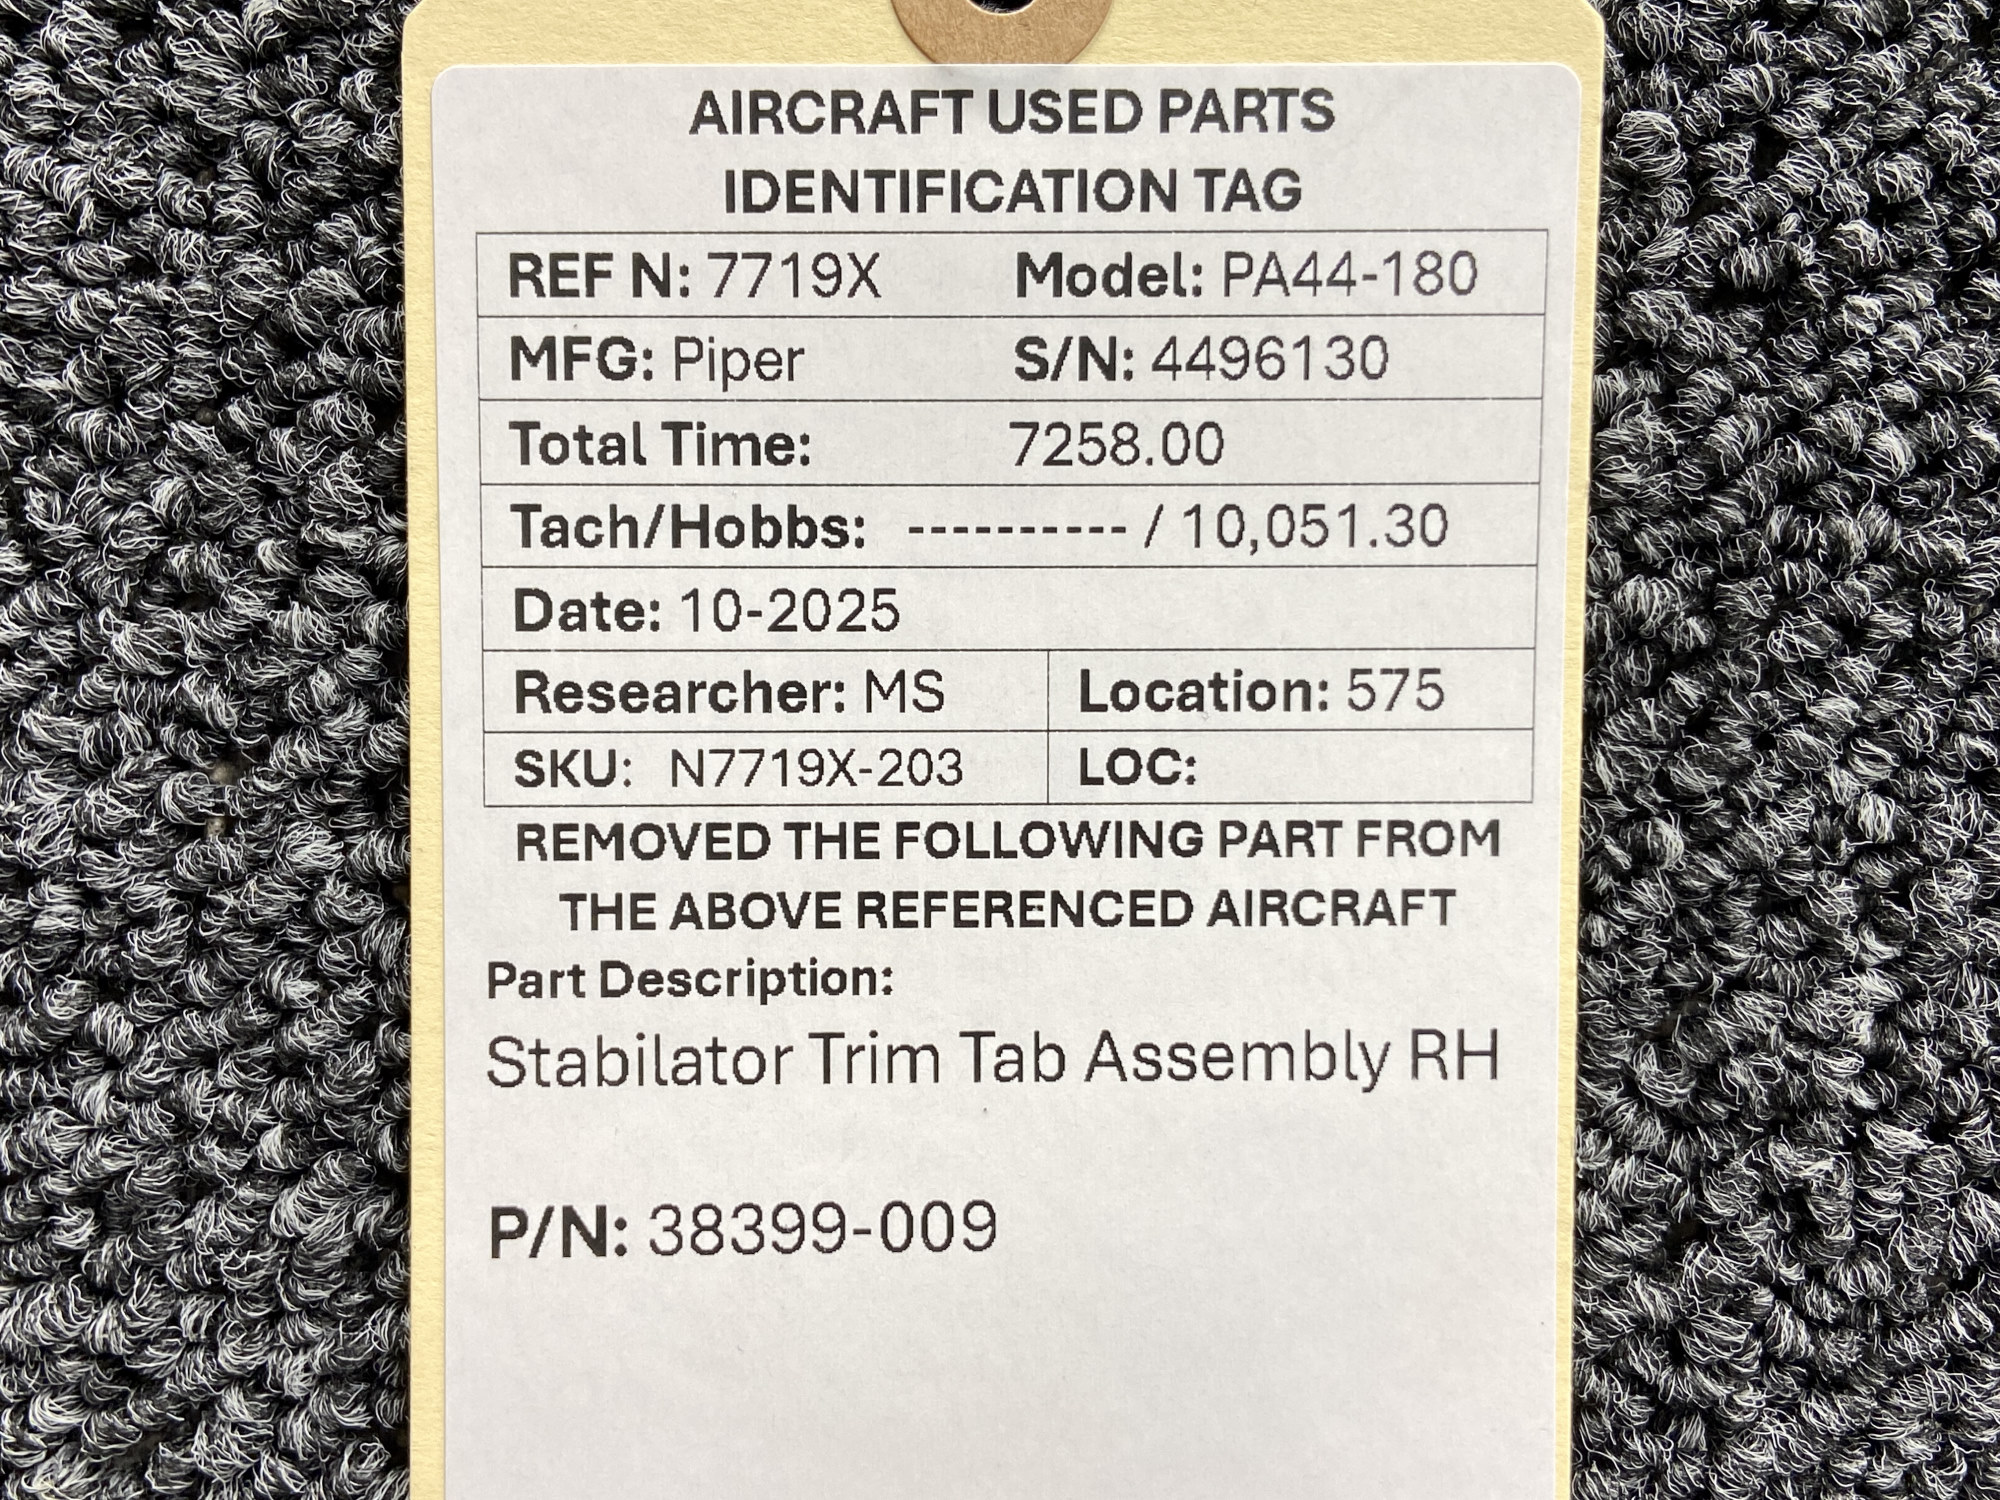 AIRCRAFT USED PARTS
IDENTIFICATION TAG
REF N: 7719X Model: PA44-180
MFG: Piper S/N: 4496130
Total Time: 7258.00
Tach/Hobbs: ---------- / 10,051.30
Date: 10-2025
Researcher: MS Location: 575
SKU: N7719X-203 LOC:
REMOVED THE FOLLOWING PART FROM
THE ABOVE REFERENCED AIRCRAFT
Part Description:
Stabilator Trim Tab Assembly RH
P/N: 38399-009